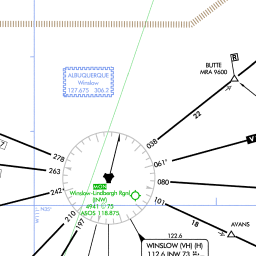 BUTTE
MRA 9600
R
ALBUQUERQUE
Winslow
127.675 306.2
22
038
V
278
061°
263
080
242
Winslow-Lindbergh Rgnl
(INW)
4941 L 75
ASOS 118.875
101
18
210
197
AVANS
122.6
WINSLOW (VH) (H)
112.6 INW 73